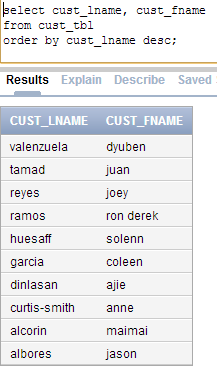 select cust_lname, cust_fname
from cust_tbl
order by cust_lname desc;
Results Explain Describe Saved
CUST_LNAME CUST_FNAME
valenzuela dyuben
tamad juan
reyes joey
ramos ron derek
huesaff solenn
garcia coleen
dinlasan ajie
curtis-smith anne
alcorin maimai
albores jason